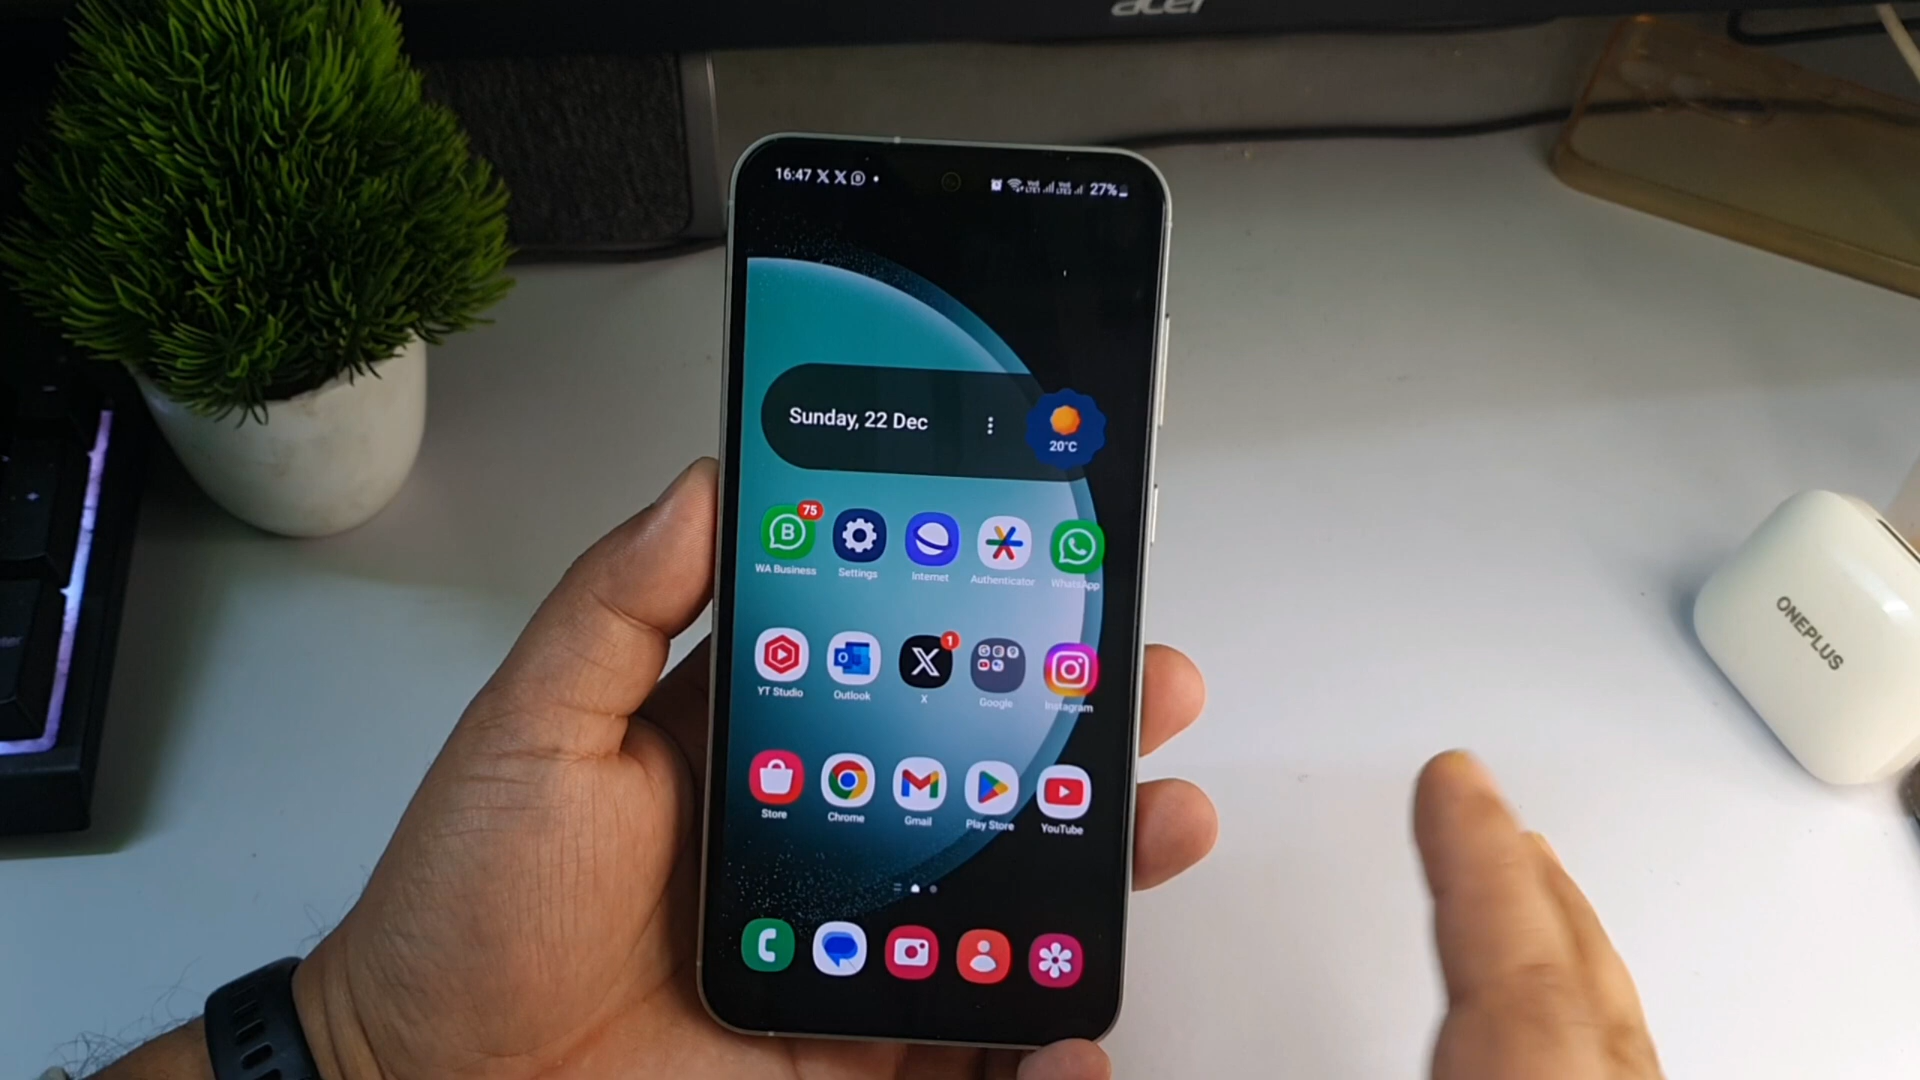 acer
16:47
27%
Sunday, 22 Dec
20°C
75
WA Business
Settings
Internet
Authenticator
WhatsApp
1
YT Studio
Outlook
X
Google
Instagram
Store
Chrome
Gmail
Play Store
YouTube
ONEPLUS